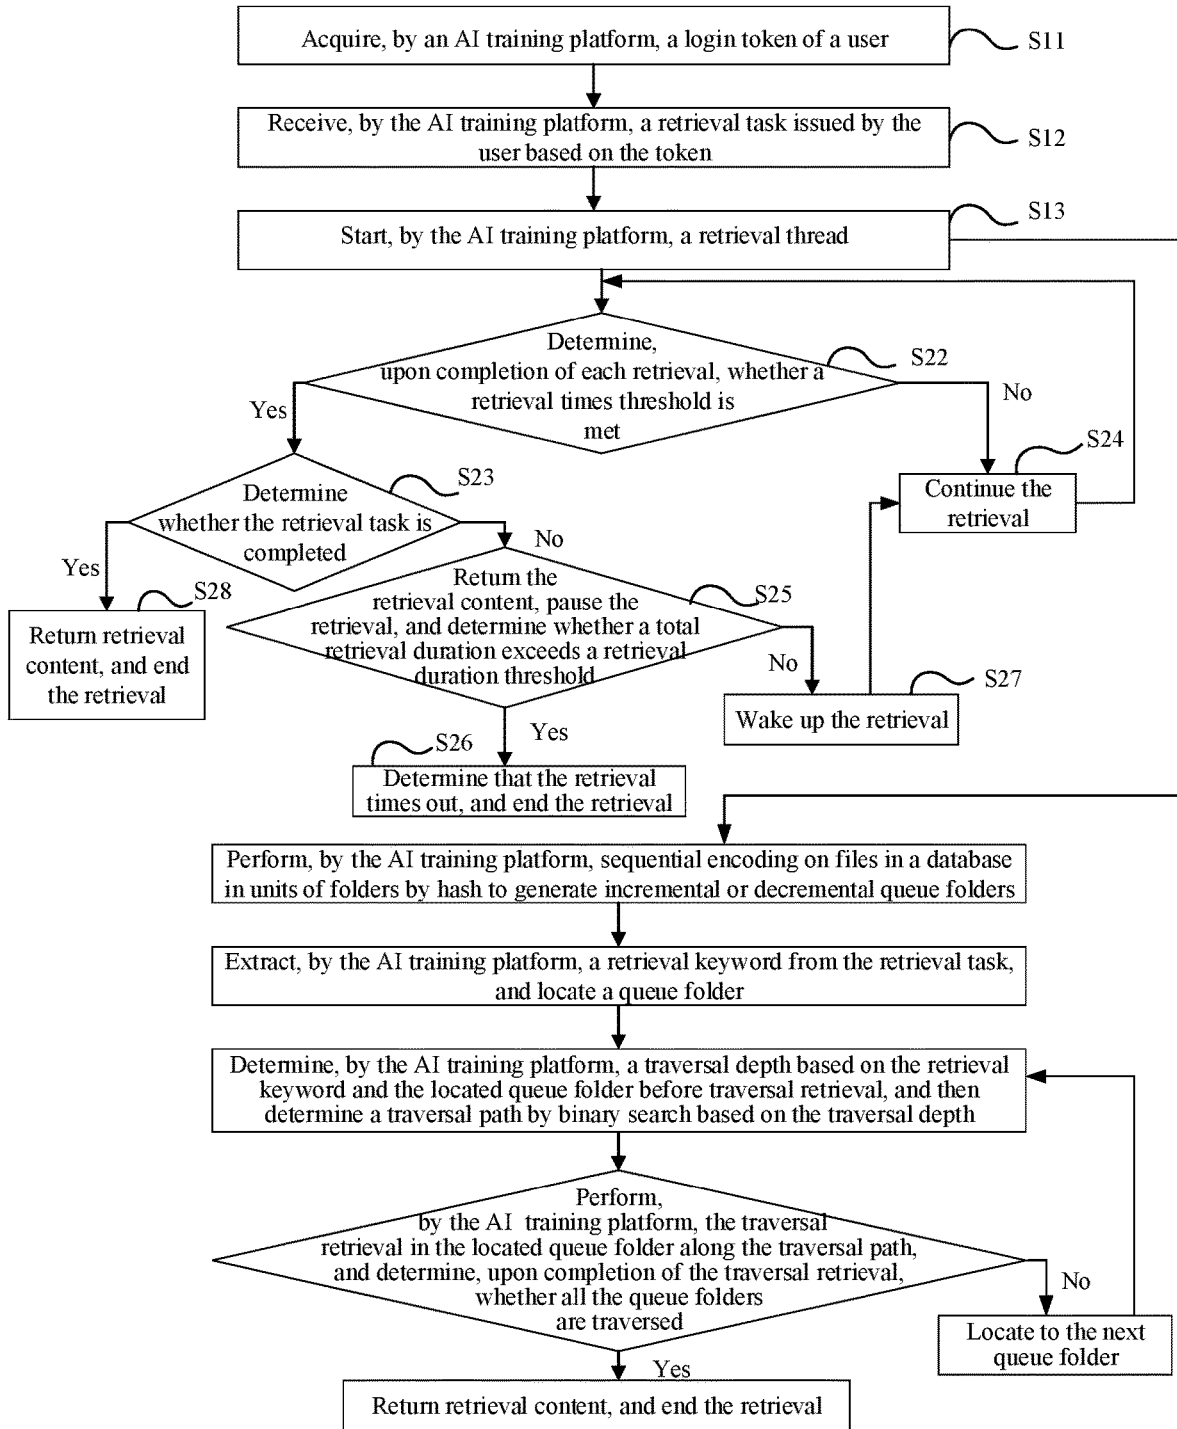 Acquire, by an AI training platform, a login token of a user
S11
Receive, by the AI training platform, a retrieval task issued by the
user based on the token
S12
S13
Start, by the AI training platform, a retrieval thread
Determine,
upon completion of each retrieval, whether a
retrieval times threshold is
met
S22
Yes
No
S24
Continue the
retrieval
S23
Determine
whether the retrieval task is
completed
Yes
No
S28
Return retrieval
content, and end
the retrieval
Return the
retrieval content, pause the
retrieval, and determine whether a total
retrieval duration exceeds a retrieval
duration threshold
S25
No
S27
Wake up the retrieval
Yes
S26
Determine that the retrieval
times out, and end the retrieval
Perform, by the AI training platform, sequential encoding on files in a database
in units of folders by hash to generate incremental or decremental queue folders
Extract, by the AI training platform, a retrieval keyword from the retrieval task,
and locate a queue folder
Determine, by the AI training platform, a traversal depth based on the retrieval
keyword and the located queue folder before traversal retrieval, and then
determine a traversal path by binary search based on the traversal depth
Perform,
by the AI training platform, the traversal
retrieval in the located queue folder along the traversal path,
and determine, upon completion of the traversal retrieval,
whether all the queue folders
are traversed
No
Locate to the next
queue folder
Yes
Return retrieval content, and end the retrieval